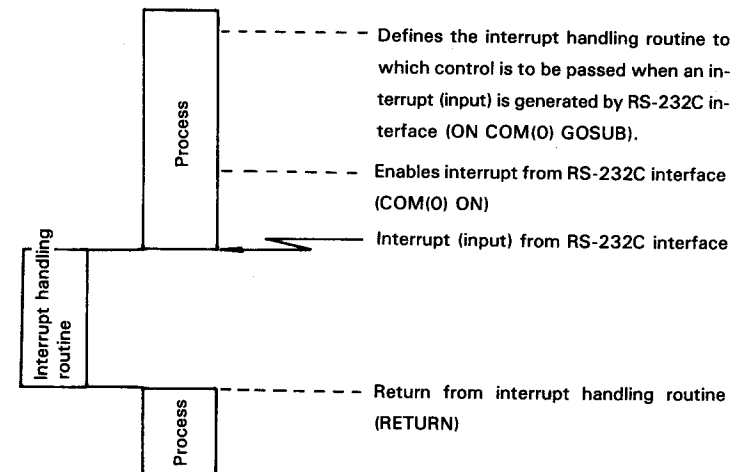 Process
Defines the interrupt handling routine to
which control is to be passed when an in-
terrupt (input) is generated by RS-232C in-
terface (ON COM(0) GOSUB).
Enables interrupt from RS-232C interface
(COM(0) ON)
Interrupt (input) from RS-232C interface
Interrupt handling
routine
Return from interrupt handling routine
(RETURN)
Process